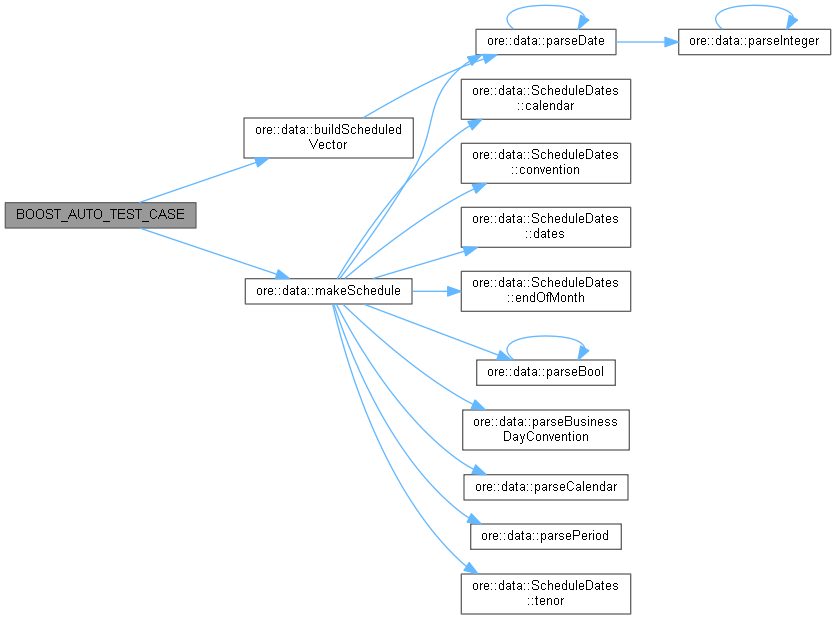 BOOST_AUTO_TEST_CASE
ore::data::buildScheduled
Vector
ore::data::makeSchedule
ore::data::parseDate
ore::data::parseInteger
ore::data::ScheduleDates
::calendar
ore::data::ScheduleDates
::convention
ore::data::ScheduleDates
::dates
ore::data::ScheduleDates
::endOfMonth
ore::data::parseBool
ore::data::parseBusiness
DayConvention
ore::data::parseCalendar
ore::data::parsePeriod
ore::data::ScheduleDates
::tenor